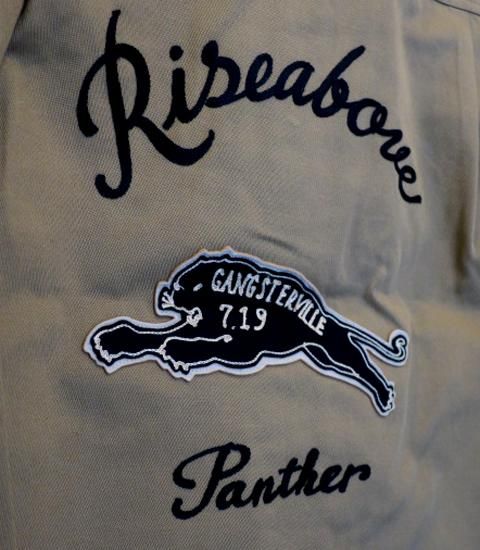 Riseabove
GANGSTERVILLE
7.19
Panther